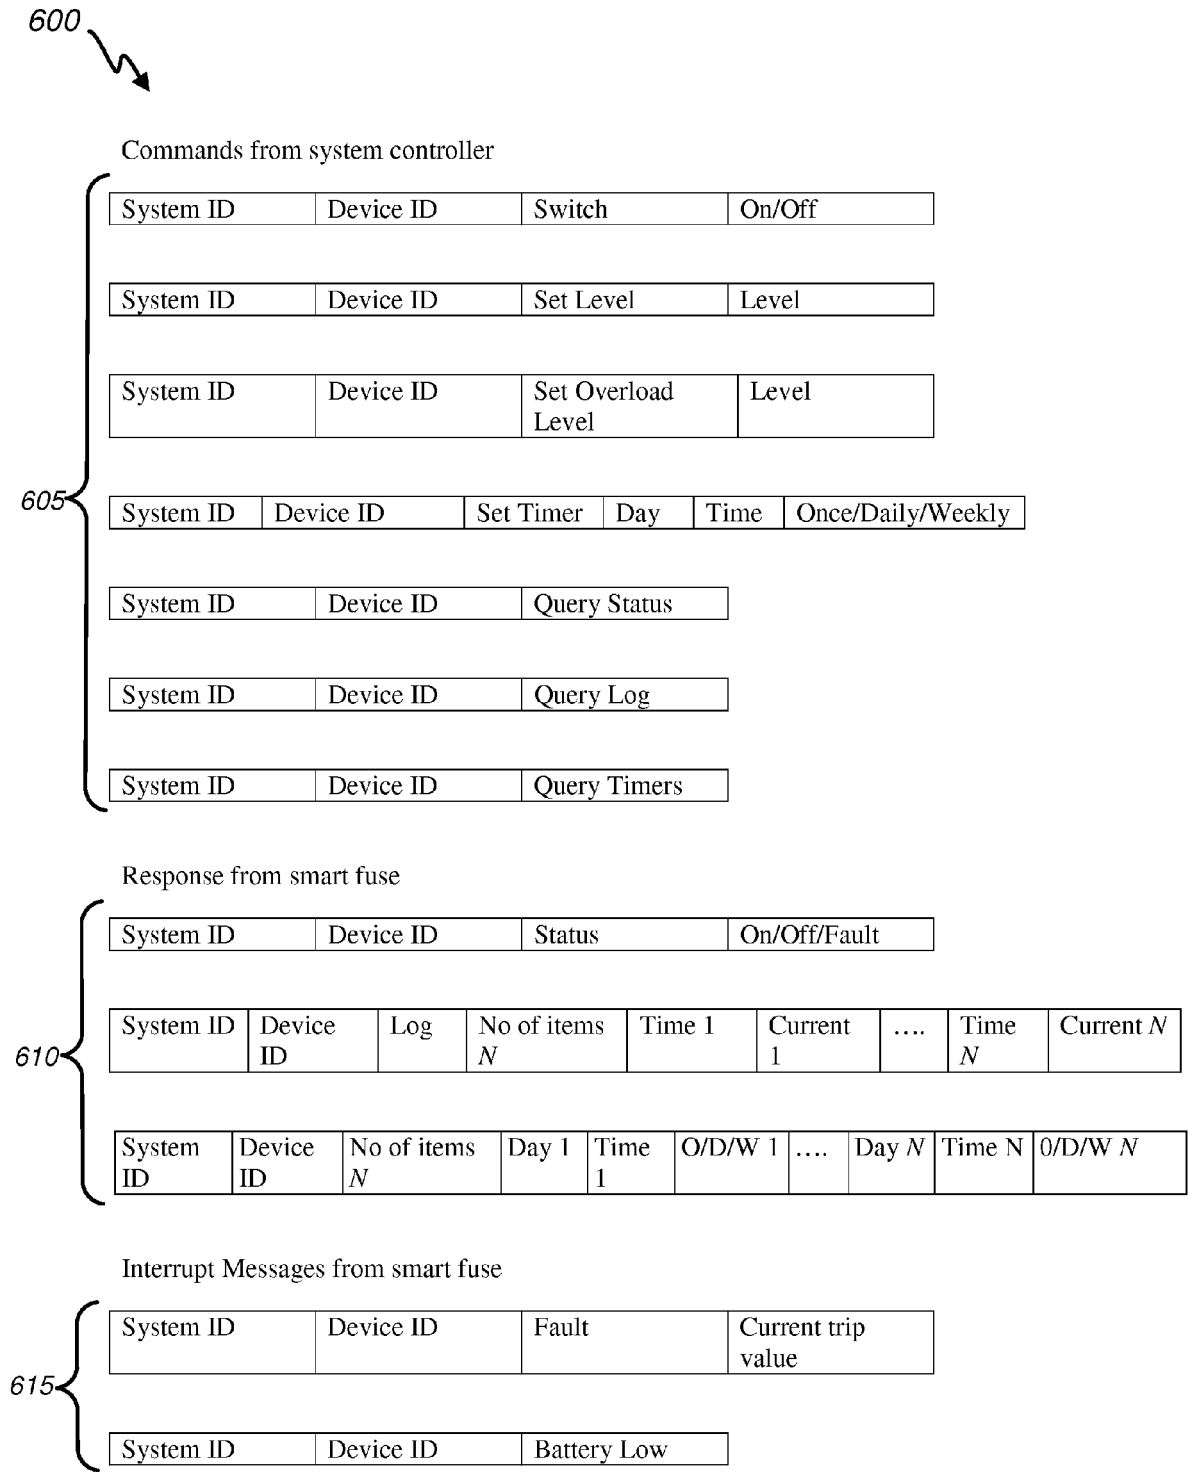 600
Commands from system controller
System ID Device ID Switch On/Off
System ID Device ID Set Level Level
System ID Device ID Set Overload Level
Level
605
System ID Device ID Set Timer Day Time Once/Daily/Weekly
System ID Device ID Query Status
System ID Device ID Query Log
System ID Device ID Query Timers
Response from smart fuse
System ID Device ID Status On/Off/Fault
System ID Device Log No of items Time 1 Current .... Time Current N
610
ID N 1 N
System Device No of items Day 1 Time O/D/W 1 .... Day N Time N 0/D/W N
ID ID N 1
Interrupt Messages from smart fuse
System ID Device ID Fault Current trip
value
615
System ID Device ID Battery Low